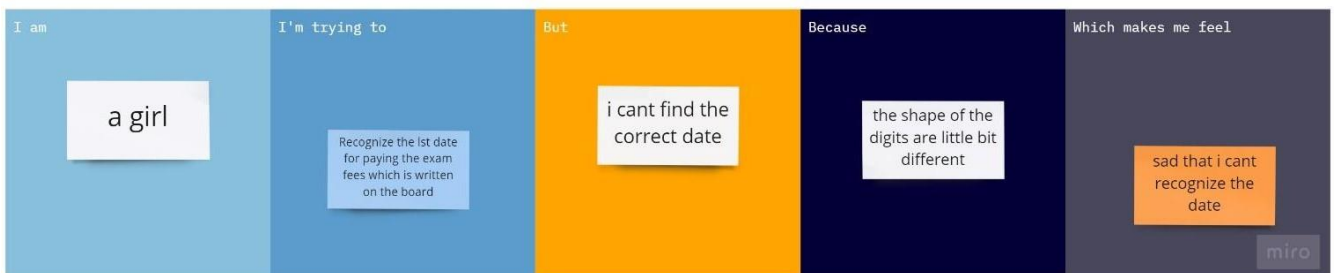 I am
a girl
I'm trying to
Recognize the lst date
for paying the exam
fees which is written
on the board
But
i cant find the
correct date
Because
the shape of the
digits are little bit
different
Which makes me feel
sad that i cant
recognize the
date
miro